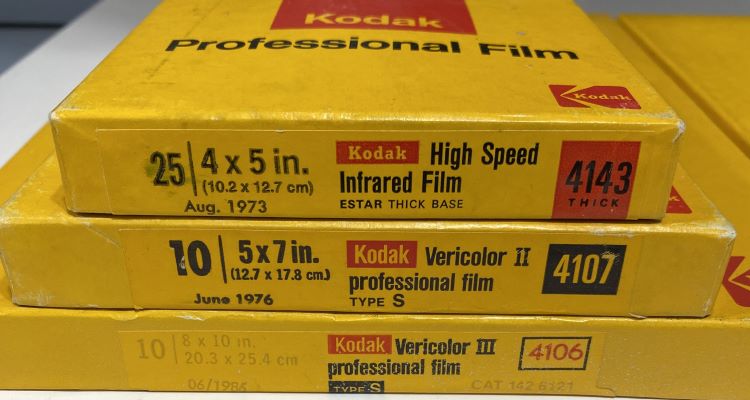 Kodak
Professional Film
Kodak
25 4 x 5 in. Kodak High Speed
(10.2 x 12.7 cm) Infrared Film 4143
Aug. 1973 ESTAR THICK BASE THICK
10 5 x 7 in. Kodak Vericolor II 4107
(12.7 x 17.8 cm.) professional film
June 1976 TYPE S
10 8 x 10 in. Kodak Vericolor III 4106
20.3 x 25.4 cm professional film
06/1986 TYPE S CAT 142 6121